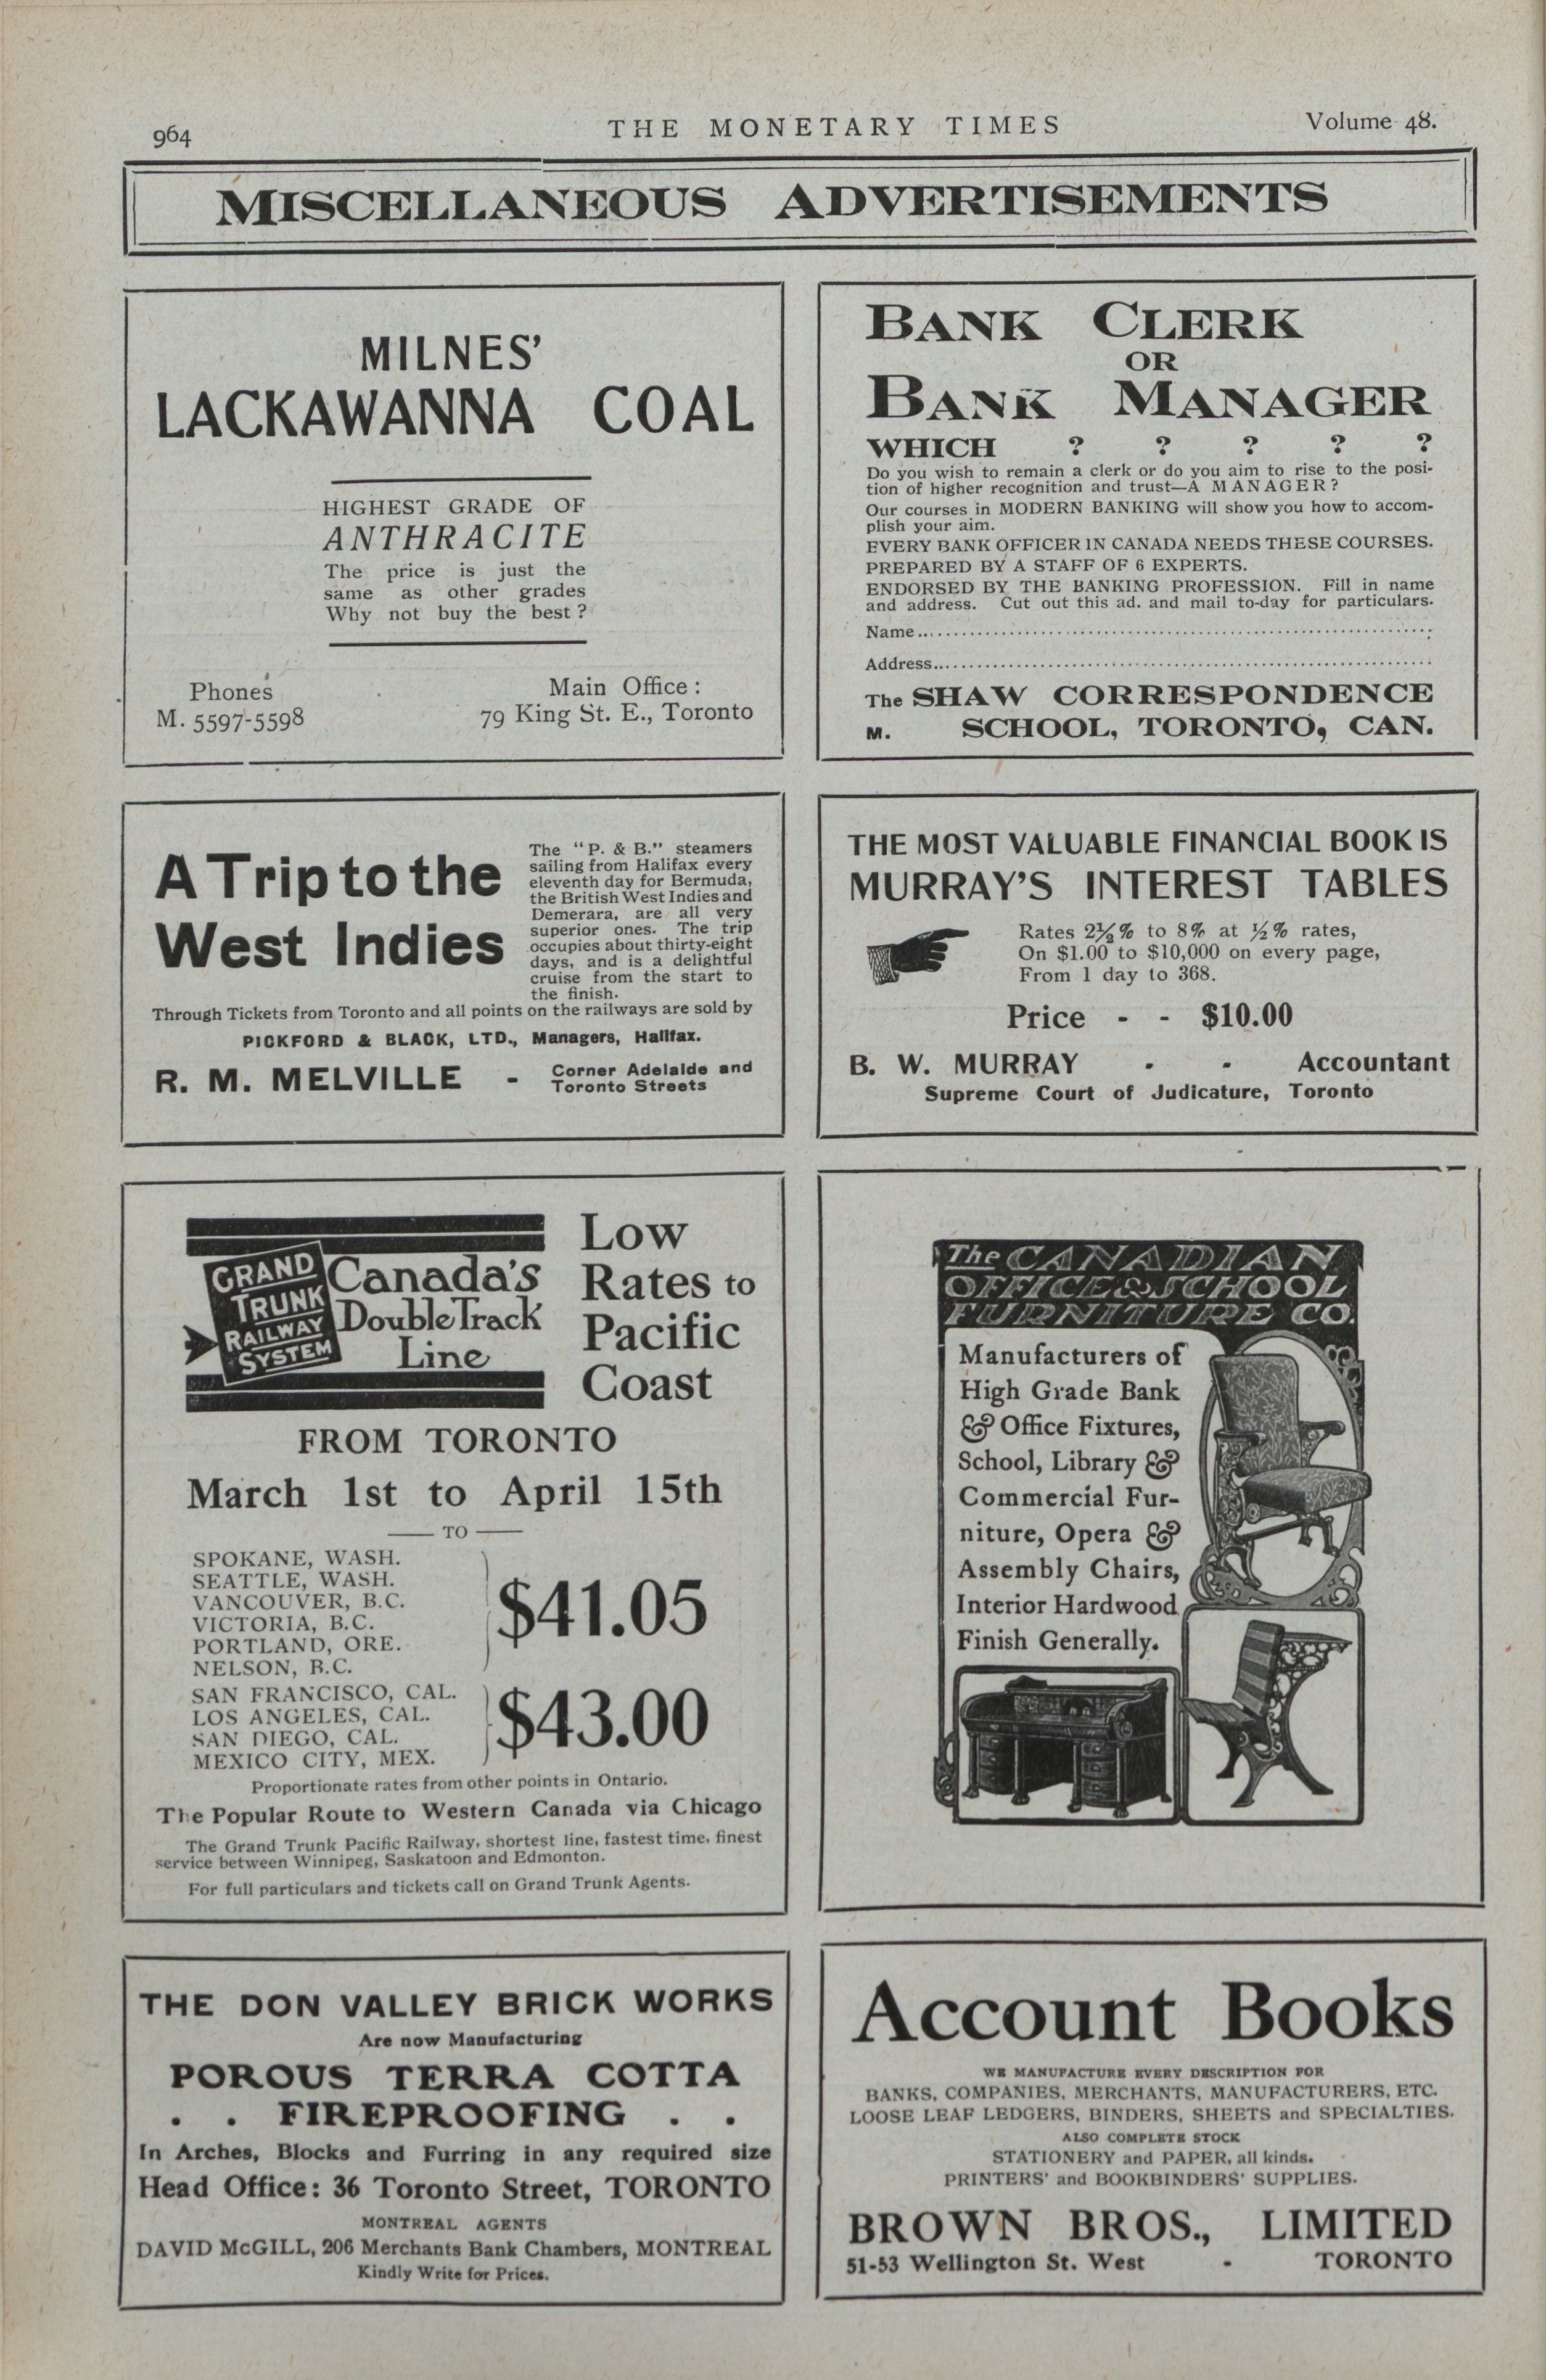 964
THE MONETARY TIMES
Volume 48.
MISCELLANEOUS ADVERTISEMENTS
MILNES'
LACKAWANNA COAL
HIGHEST GRADE OF
ANTHRACITE
The price is just the
same as other grades
Why not buy the best?
Phones
M. 5597-5598
Main Office:
79 King St. E., Toronto
BANK CLERK
OR
BANK MANAGER
WHICH ? ? ? ? ?
Do you wish to remain a clerk or do you aim to rise to the posi-
tion of higher recognition and trust—A MANAGER?
Our courses in MODERN BANKING will show you how to accom-
plish your aim.
EVERY BANK OFFICER IN CANADA NEEDS THESE COURSES.
PREPARED BY A STAFF OF 6 EXPERTS.
ENDORSED BY THE BANKING PROFESSION. Fill in name
and address. Cut out this ad. and mail to-day for particulars.
Name
Address
The SHAW CORRESPONDENCE
M. SCHOOL, TORONTO, CAN.
A Trip to the
West Indies
The "P. & B." steamers
sailing from Halifax every
eleventh day for Bermuda,
the British West Indies and
Demerara, are all very
superior ones. The trip
occupies about thirty-eight
days, and is a delightful
cruise from the start to
the finish.
Through Tickets from Toronto and all points on the railways are sold by
PICKFORD & BLACK, LTD., Managers, Halifax.
R. M. MELVILLE - Corner Adelaide and
Toronto Streets
THE MOST VALUABLE FINANCIAL BOOK IS
MURRAY'S INTEREST TABLES
Rates 2½% to 8% at ½% rates,
On $1.00 to $10,000 on every page,
From 1 day to 368.
Price - - $10.00
B. W. MURRAY - - Accountant
Supreme Court of Judicature, Toronto
GRAND
TRUNK
RAILWAY
SYSTEM
Canada's
Double Track
Line
Low
Rates to
Pacific
Coast
FROM TORONTO
March 1st to April 15th
TO
SPOKANE, WASH.
SEATTLE, WASH.
VANCOUVER, B.C.
VICTORIA, B.C.
PORTLAND, ORE.
NELSON, B.C.
$41.05
SAN FRANCISCO, CAL.
LOS ANGELES, CAL.
SAN DIEGO, CAL.
MEXICO CITY, MEX.
$43.00
Proportionate rates from other points in Ontario.
The Popular Route to Western Canada via Chicago
The Grand Trunk Pacific Railway, shortest line, fastest time, finest
service between Winnipeg, Saskatoon and Edmonton.
For full particulars and tickets call on Grand Trunk Agents.
The CANADIAN
OFFICE & SCHOOL
FURNITURE CO.
Manufacturers of
High Grade Bank
& Office Fixtures,
School, Library &
Commercial Fur-
niture, Opera &
Assembly Chairs,
Interior Hardwood
Finish Generally.
THE DON VALLEY BRICK WORKS
Are now Manufacturing
POROUS TERRA COTTA
. . FIREPROOFING . .
In Arches, Blocks and Furring in any required size
Head Office: 36 Toronto Street, TORONTO
MONTREAL AGENTS
DAVID McGILL, 206 Merchants Bank Chambers, MONTREAL
Kindly Write for Prices.
Account Books
WE MANUFACTURE EVERY DESCRIPTION FOR
BANKS, COMPANIES, MERCHANTS, MANUFACTURERS, ETC.
LOOSE LEAF LEDGERS, BINDERS, SHEETS and SPECIALTIES.
ALSO COMPLETE STOCK
STATIONERY and PAPER, all kinds.
PRINTERS' and BOOKBINDERS' SUPPLIES.
BROWN BROS., LIMITED
51-53 Wellington St. West - TORONTO